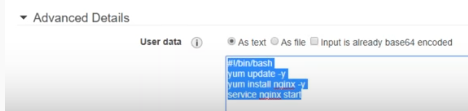 Advanced Details
User data As text As file Input is already base64 encoded
#!/bin/bash
yum update -y
yum install nginx -y
service nginx start